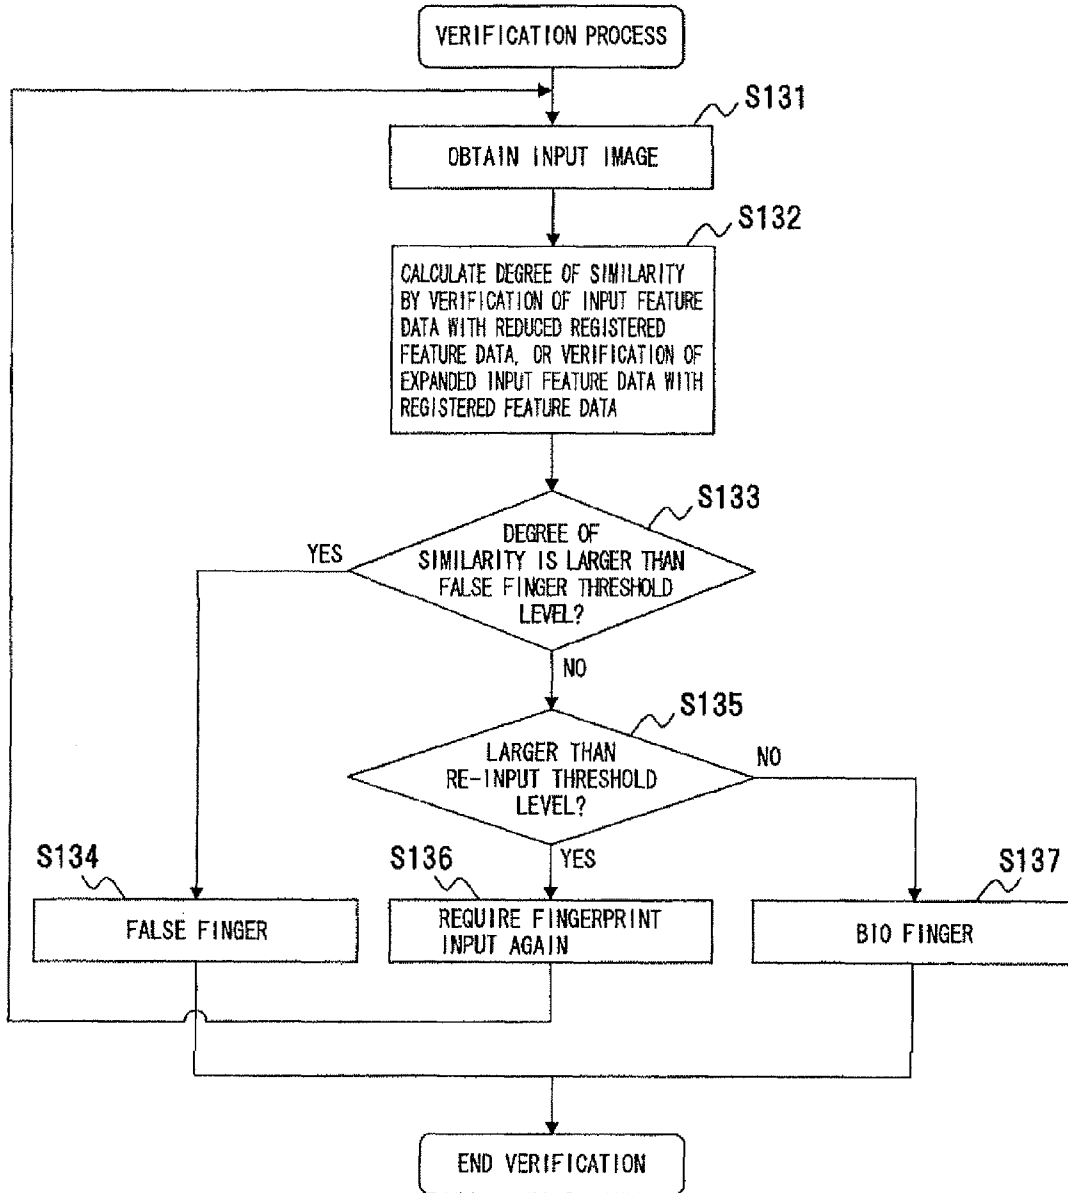 VERIFICATION PROCESS
S131
OBTAIN INPUT IMAGE
S132
CALCULATE DEGREE OF SIMILARITY
BY VERIFICATION OF INPUT FEATURE
DATA WITH REDUCED REGISTERED
FEATURE DATA, OR VERIFICATION OF
EXPANDED INPUT FEATURE DATA WITH
REGISTERED FEATURE DATA
S133
DEGREE OF
SIMILARITY IS LARGER THAN
FALSE FINGER THRESHOLD
LEVEL?
YES
NO
S135
LARGER THAN
RE-INPUT THRESHOLD
LEVEL?
NO
YES
S134
FALSE FINGER
S136
REQUIRE FINGERPRINT
INPUT AGAIN
S137
BIO FINGER
END VERIFICATION